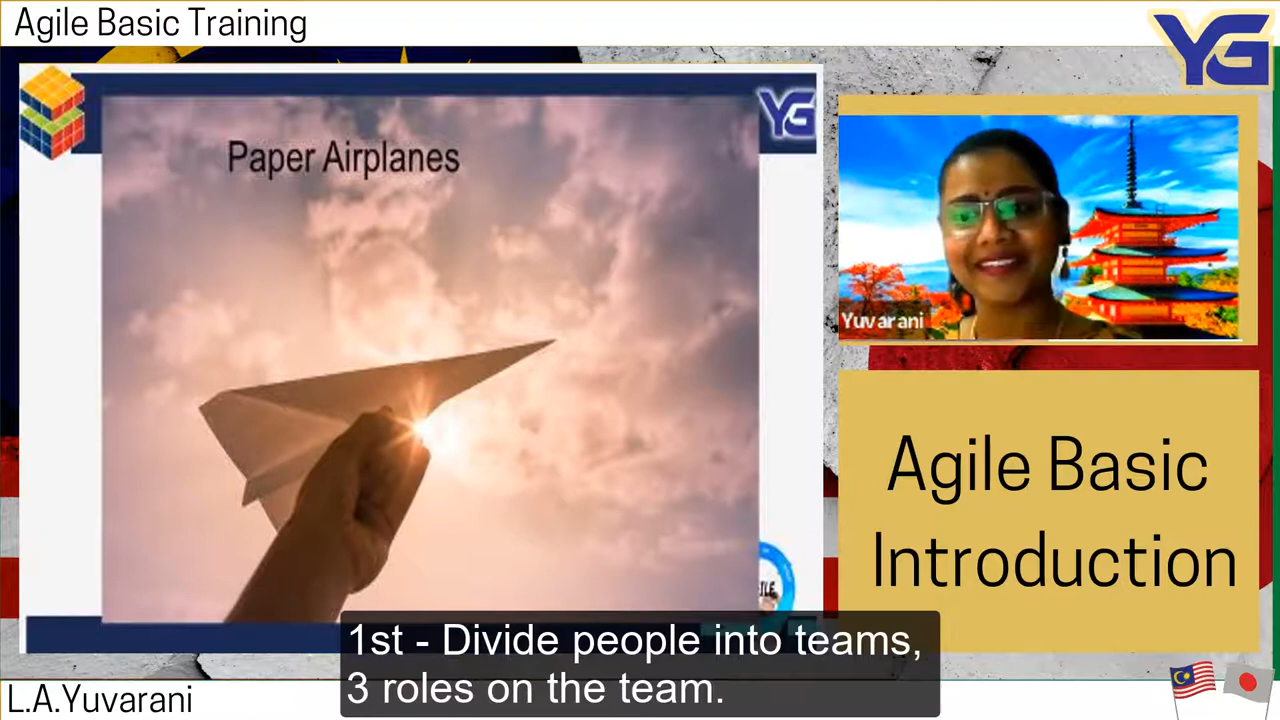 Agile Basic Training
YG
YG
Paper Airplanes
Yuvarani
Agile Basic
Introduction
1st - Divide people into teams,
3 roles on the team.
L.A.Yuvarani